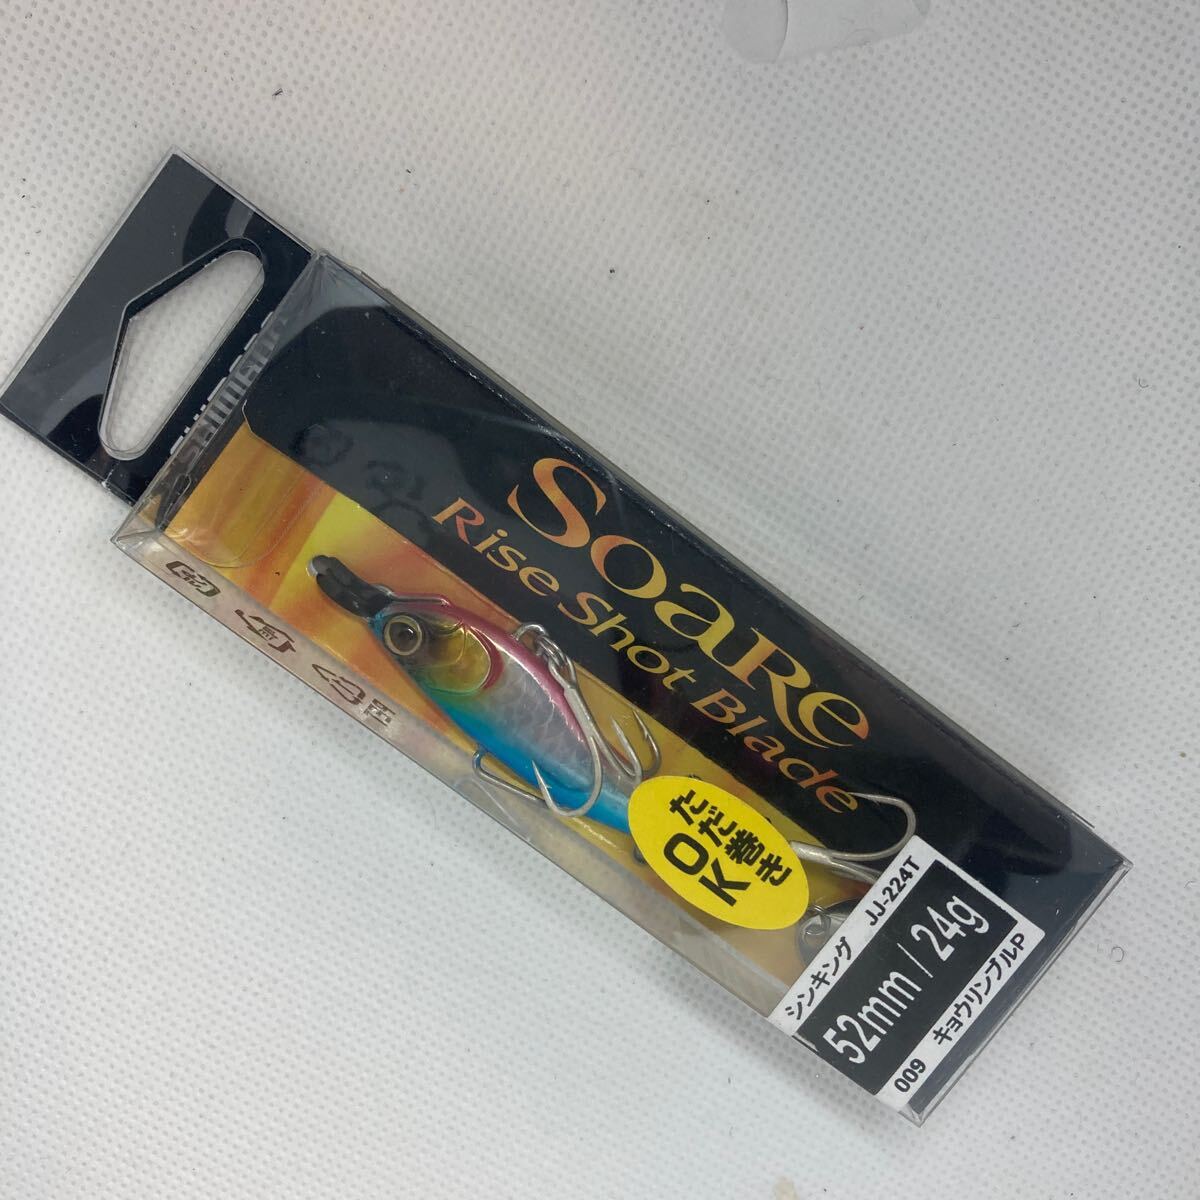 SHIMANO
Soare
Rise Shot Blade
ただ巻き
OK
シンキング JJ-224T
52mm / 24g
009 キョウリンブルP